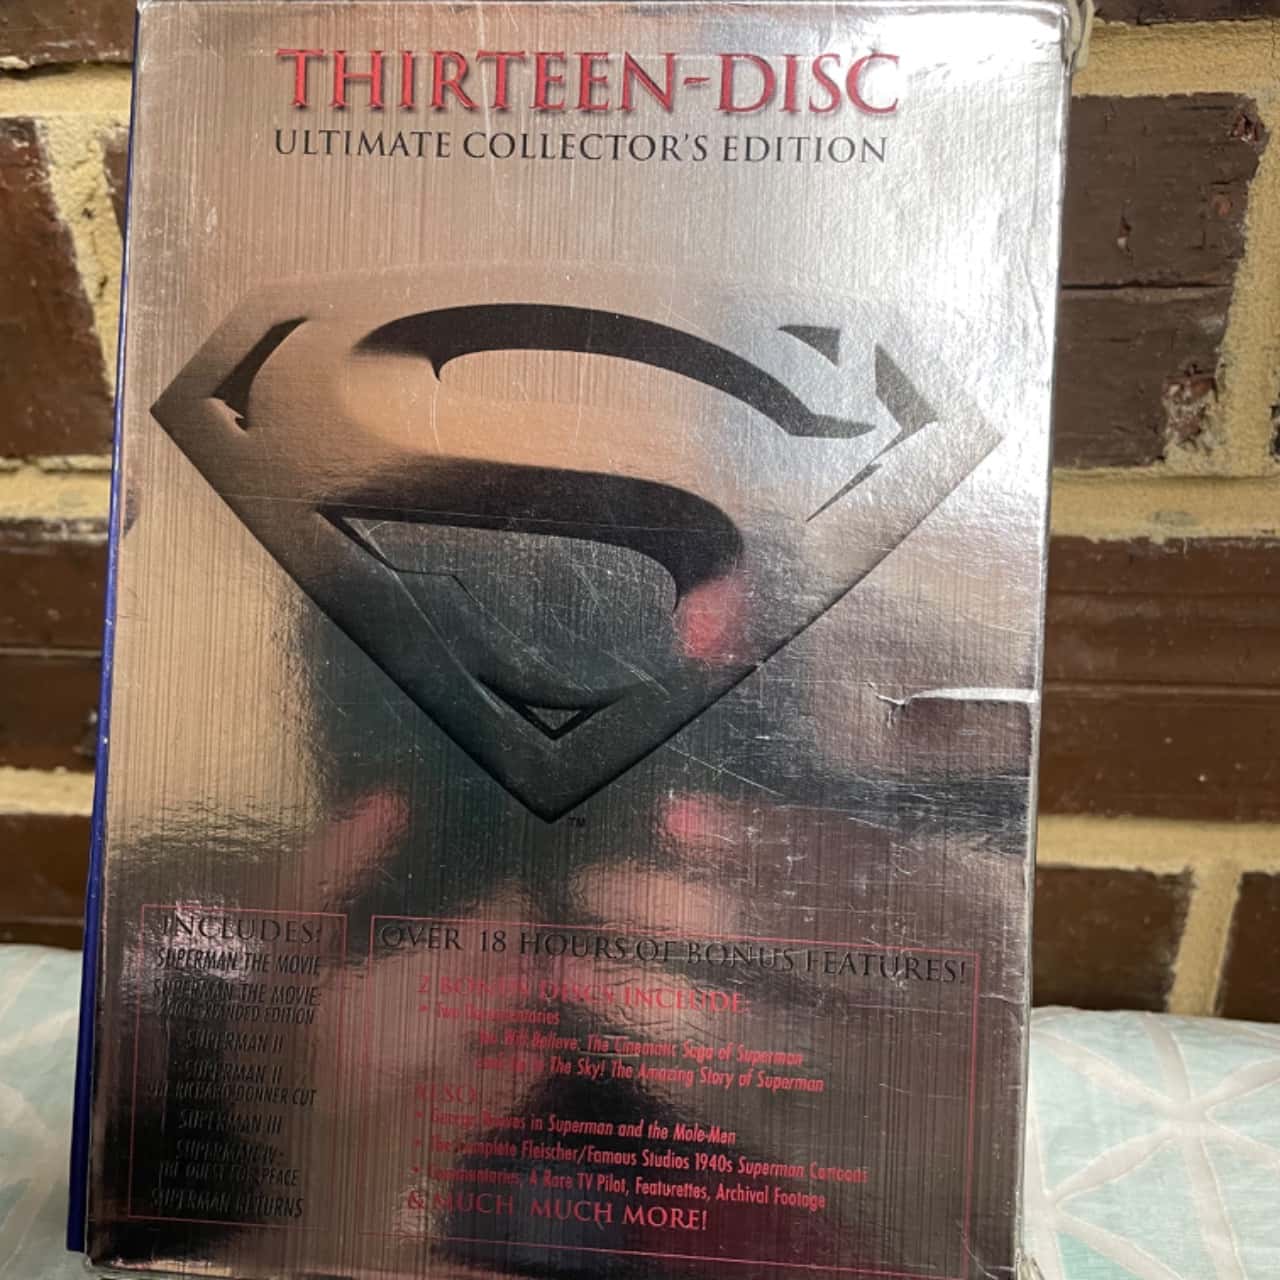 THIRTEEN-DISC
ULTIMATE COLLECTOR'S EDITION
TM
INCLUDES:
SUPERMAN THE MOVIE
SUPERMAN THE MOVIE:
2000 EXPANDED EDITION
SUPERMAN II
SUPERMAN II
THE RICHARD DONNER CUT
SUPERMAN III
SUPERMAN IV-
THE QUEST FOR PEACE
SUPERMAN RETURNS
OVER 18 HOURS OF BONUS FEATURES!
2 BONUS DISCS INCLUDE:
• Two Documentaries
You Will Believe: The Cinematic Saga of Superman
Look Up In The Sky! The Amazing Story of Superman
ALSO:
• George Reeves in Superman and the Mole-Men
• The Complete Fleischer/Famous Studios 1940s Superman Cartoons
• Commentaries, A Rare TV Pilot, Featurettes, Archival Footage
& MUCH MUCH MORE!